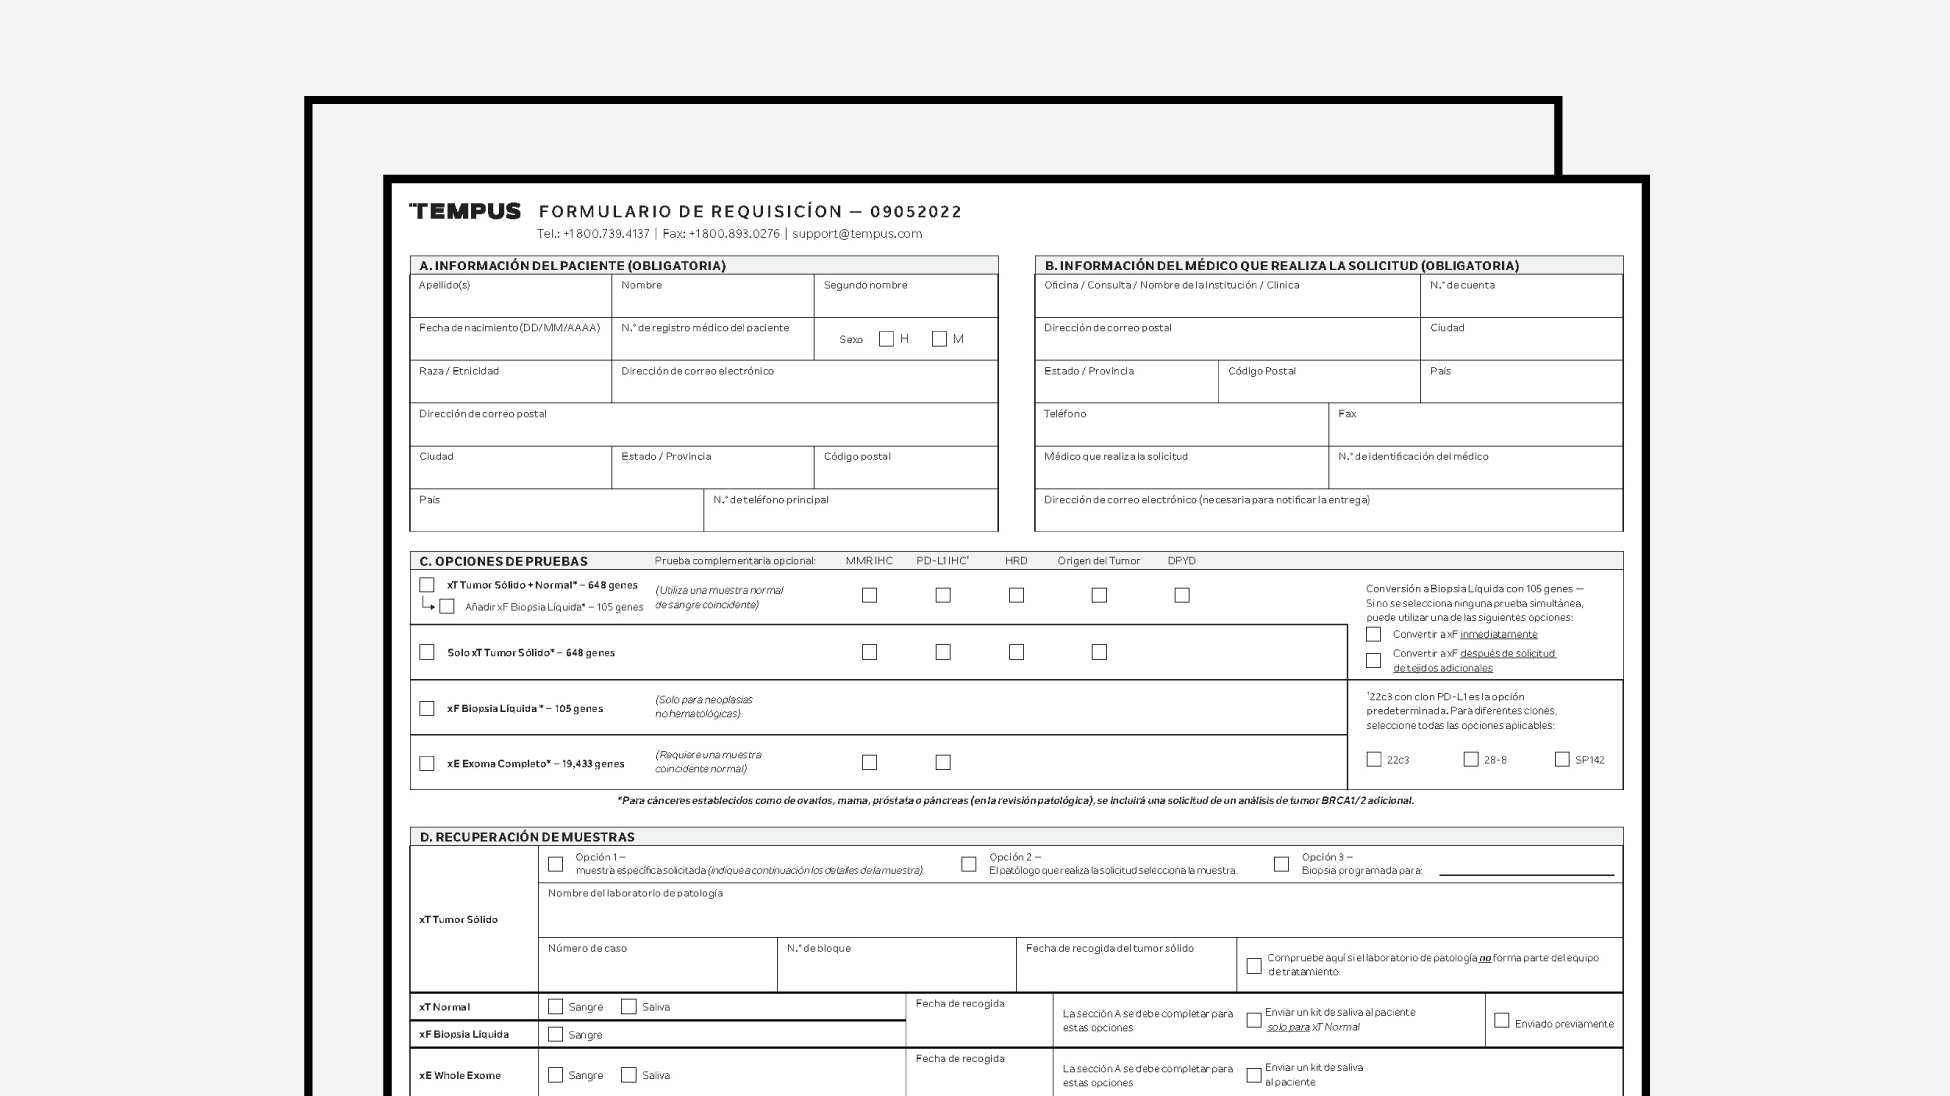 TEMPUS FORMULARIO DE REQUISICÍON — 09052022
Tel.: +1 800.739.4137 | Fax: +1 800.893.0276 | support@tempus.com
A. INFORMACIÓN DEL PACIENTE (OBLIGATORIA)
Apellido(s) Nombre Segundo nombre
Fecha de nacimiento (DD/MM/AAAA) N.° de registro médico del paciente
Sexo H M
Raza / Etnicidad Dirección de correo electrónico
Dirección de correo postal
Ciudad Estado / Provincia Código postal
País N.° de teléfono principal
B. INFORMACIÓN DEL MÉDICO QUE REALIZA LA SOLICITUD (OBLIGATORIA)
Oficina / Consulta / Nombre de la institución / Clínica N.° de cuenta
Dirección de correo postal Ciudad
Estado / Provincia Código Postal País
Teléfono Fax
Médico que realiza la solicitud N.° de identificación del médico
Dirección de correo electrónico (necesaria para notificar la entrega)
C. OPCIONES DE PRUEBAS Prueba complementaria opcional: MMR IHC PD-L1 IHC† HRD Origen del Tumor DPYD
xT Tumor Sólido + Normal* – 648 genes
Añadir xF Biopsia Líquida* – 105 genes
(Utiliza una muestra normal
de sangre coincidente)
Solo xT Tumor Sólido* – 648 genes
xF Biopsia Líquida * – 105 genes
(Solo para neoplasias
no hematológicas)
xE Exoma Completo* – 19,433 genes
(Requiere una muestra
coincidente normal)
Conversión a Biopsia Líquida con 105 genes —
Si no se selecciona ninguna prueba simultánea,
puede utilizar una de las siguientes opciones:
Convertir a xF inmediatamente
Convertir a xF después de solicitud
de tejidos adicionales
†22c3 con clon PD-L1 es la opción
predeterminada. Para diferentes clones,
seleccione todas las opciones aplicables:
22c3 28-8 SP142
*Para cánceres establecidos como de ovarios, mama, próstata o páncreas (en la revisión patológica), se incluirá una solicitud de un análisis de tumor BRCA1/2 adicional.
D. RECUPERACIÓN DE MUESTRAS
xT Tumor Sólido
Opción 1 —
muestra específica solicitada (indique a continuación los detalles de la muestra).
Opción 2 —
El patólogo que realiza la solicitud selecciona la muestra.
Opción 3 —
Biopsia programada para:
Nombre del laboratorio de patología
Número de caso N.° de bloque Fecha de recogida del tumor sólido
Compruebe aquí si el laboratorio de patología no forma parte del equipo
de tratamiento.
xT Normal Sangre Saliva
xF Biopsia Líquida Sangre
Fecha de recogida
La sección A se debe completar para
estas opciones
Enviar un kit de saliva al paciente
solo para xT Normal
Enviado previamente
xE Whole Exome Sangre Saliva
Fecha de recogida
La sección A se debe completar para
estas opciones
Enviar un kit de saliva
al paciente